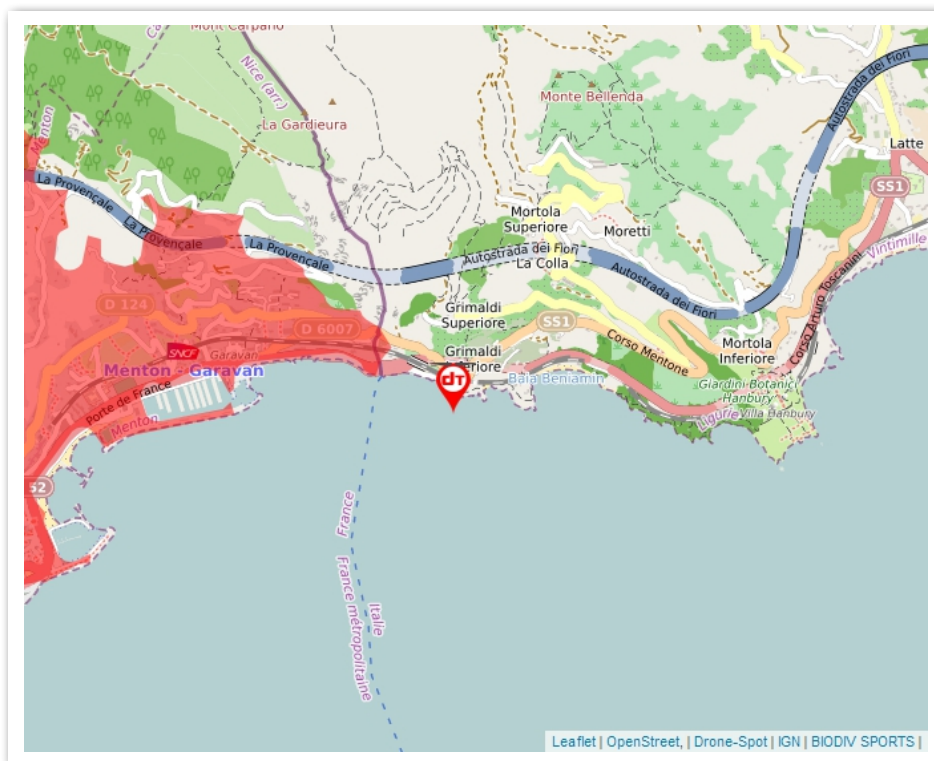 Mont Carpano
Nice (arr.)
Menton
La Gardieura
Monte Bellenda
Autostrada dei Fiori
Latte
SS1
La Provençale
La Provençale
La Provençale
Mortola
Superiore
Moretti
Autostrada dei Fiori
La Colla
Autostrada dei Fiori
Vintimille
D 124
D 6007
Grimaldi
Superiore
SS1
Corso Mentone
Corso Arturo Toscanini
Mortola
Inferiore
SNCF
Garavan
Menton - Garavan
Grimaldi
Baia Beniamin
Giardini Botanici
Hanbury
Ligurie
Villa Hanbury
Porte de France
Menton
dT
52
France
Italie
France métropolitaine
Leaflet | OpenStreet, | Drone-Spot | IGN | BIODIV SPORTS |